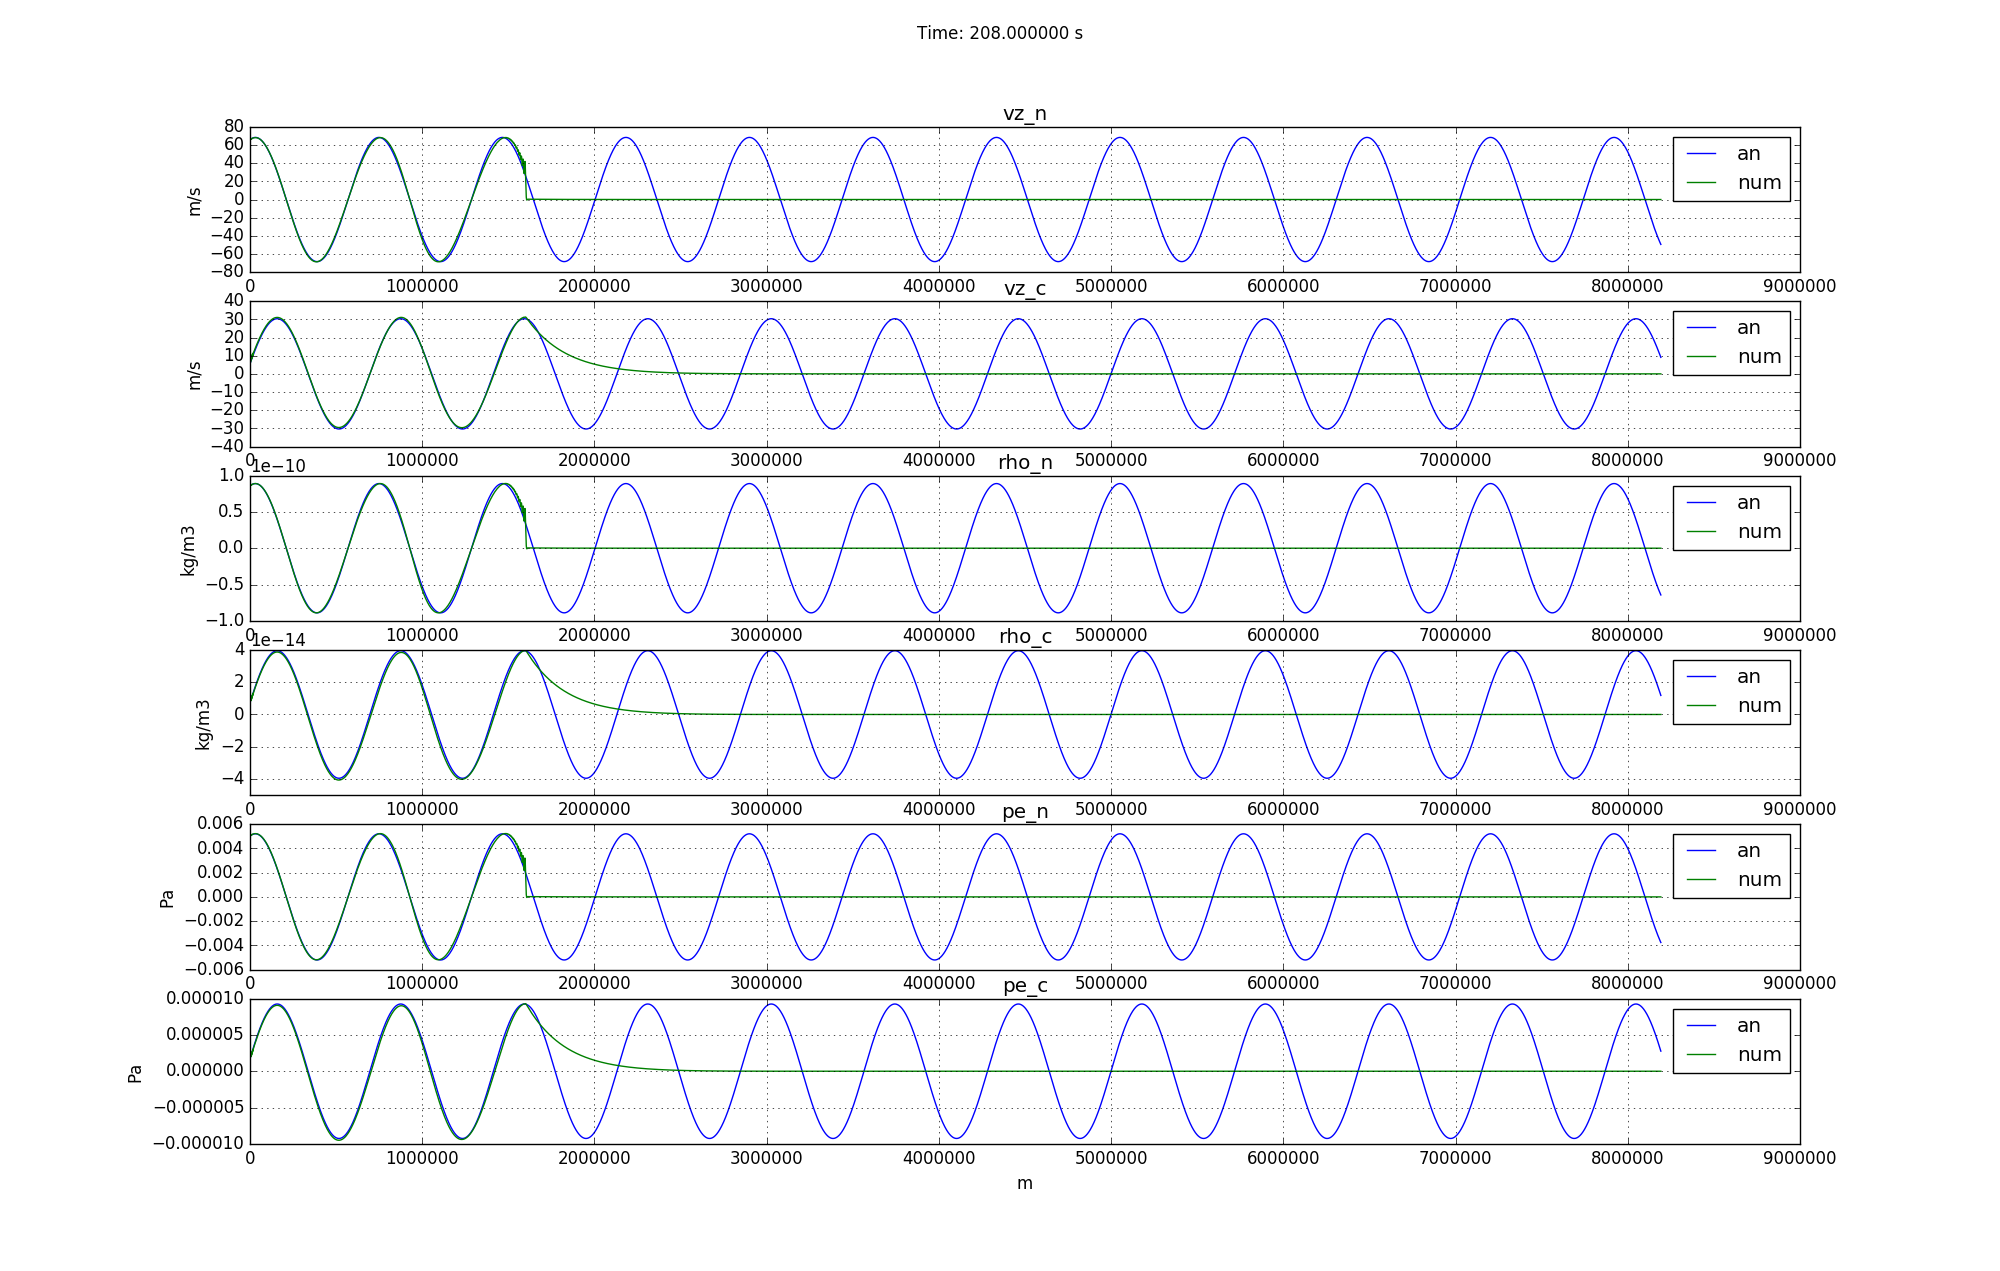 Time: 208.000000 s
vz_n
80
60
40
20
0
−20
−40
−60
−80
m/s
an
num
0 1000000 2000000 3000000 4000000 5000000 6000000 7000000 8000000 9000000
vz_c
40
30
20
10
0
−10
−20
−30
−40
m/s
an
num
0 1000000 2000000 3000000 4000000 5000000 6000000 7000000 8000000 9000000
1e−10
rho_n
1.0
0.5
0.0
−0.5
−1.0
kg/m3
an
num
0 1000000 2000000 3000000 4000000 5000000 6000000 7000000 8000000 9000000
1e−14
rho_c
4
2
0
−2
−4
kg/m3
an
num
0 1000000 2000000 3000000 4000000 5000000 6000000 7000000 8000000 9000000
pe_n
0.006
0.004
0.002
0.000
−0.002
−0.004
−0.006
Pa
an
num
0 1000000 2000000 3000000 4000000 5000000 6000000 7000000 8000000 9000000
pe_c
0.000010
0.000005
0.000000
−0.000005
−0.000010
Pa
an
num
0 1000000 2000000 3000000 4000000 5000000 6000000 7000000 8000000 9000000
m